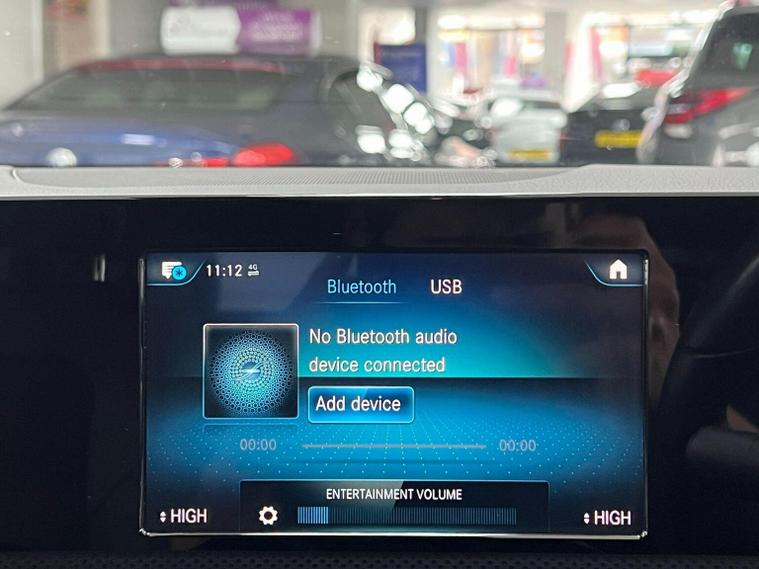 11:12 4G
Bluetooth USB
No Bluetooth audio
device connected
Add device
00:00 00:00
ENTERTAINMENT VOLUME
HIGH HIGH